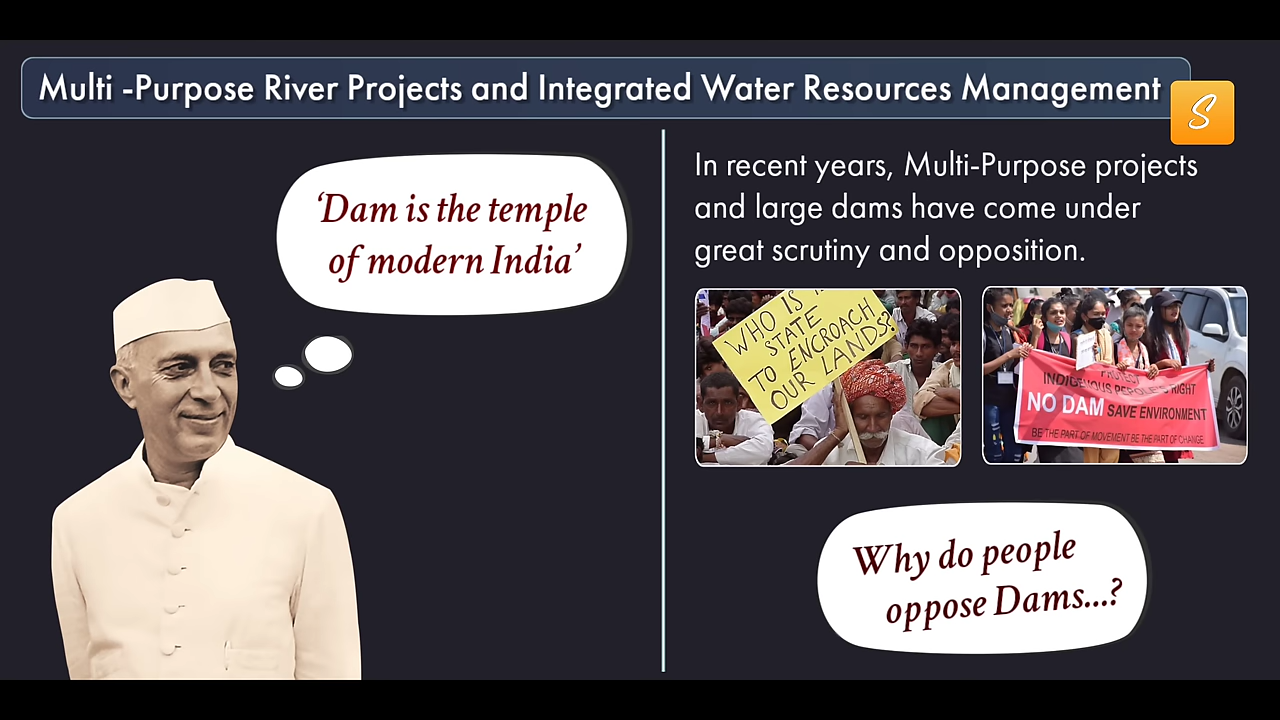 Multi -Purpose River Projects and Integrated Water Resources Management
S
‘Dam is the temple
of modern India’
In recent years, Multi-Purpose projects
and large dams have come under
great scrutiny and opposition.
WHO IS
STATE
TO ENCROACH
OUR LANDS?
PROTEST
INDIGENOUS PEOPLE'S RIGHT
NO DAM SAVE ENVIRONMENT
BE THE PART OF MOVEMENT BE THE PART OF CHANGE
Why do people
oppose Dams...?